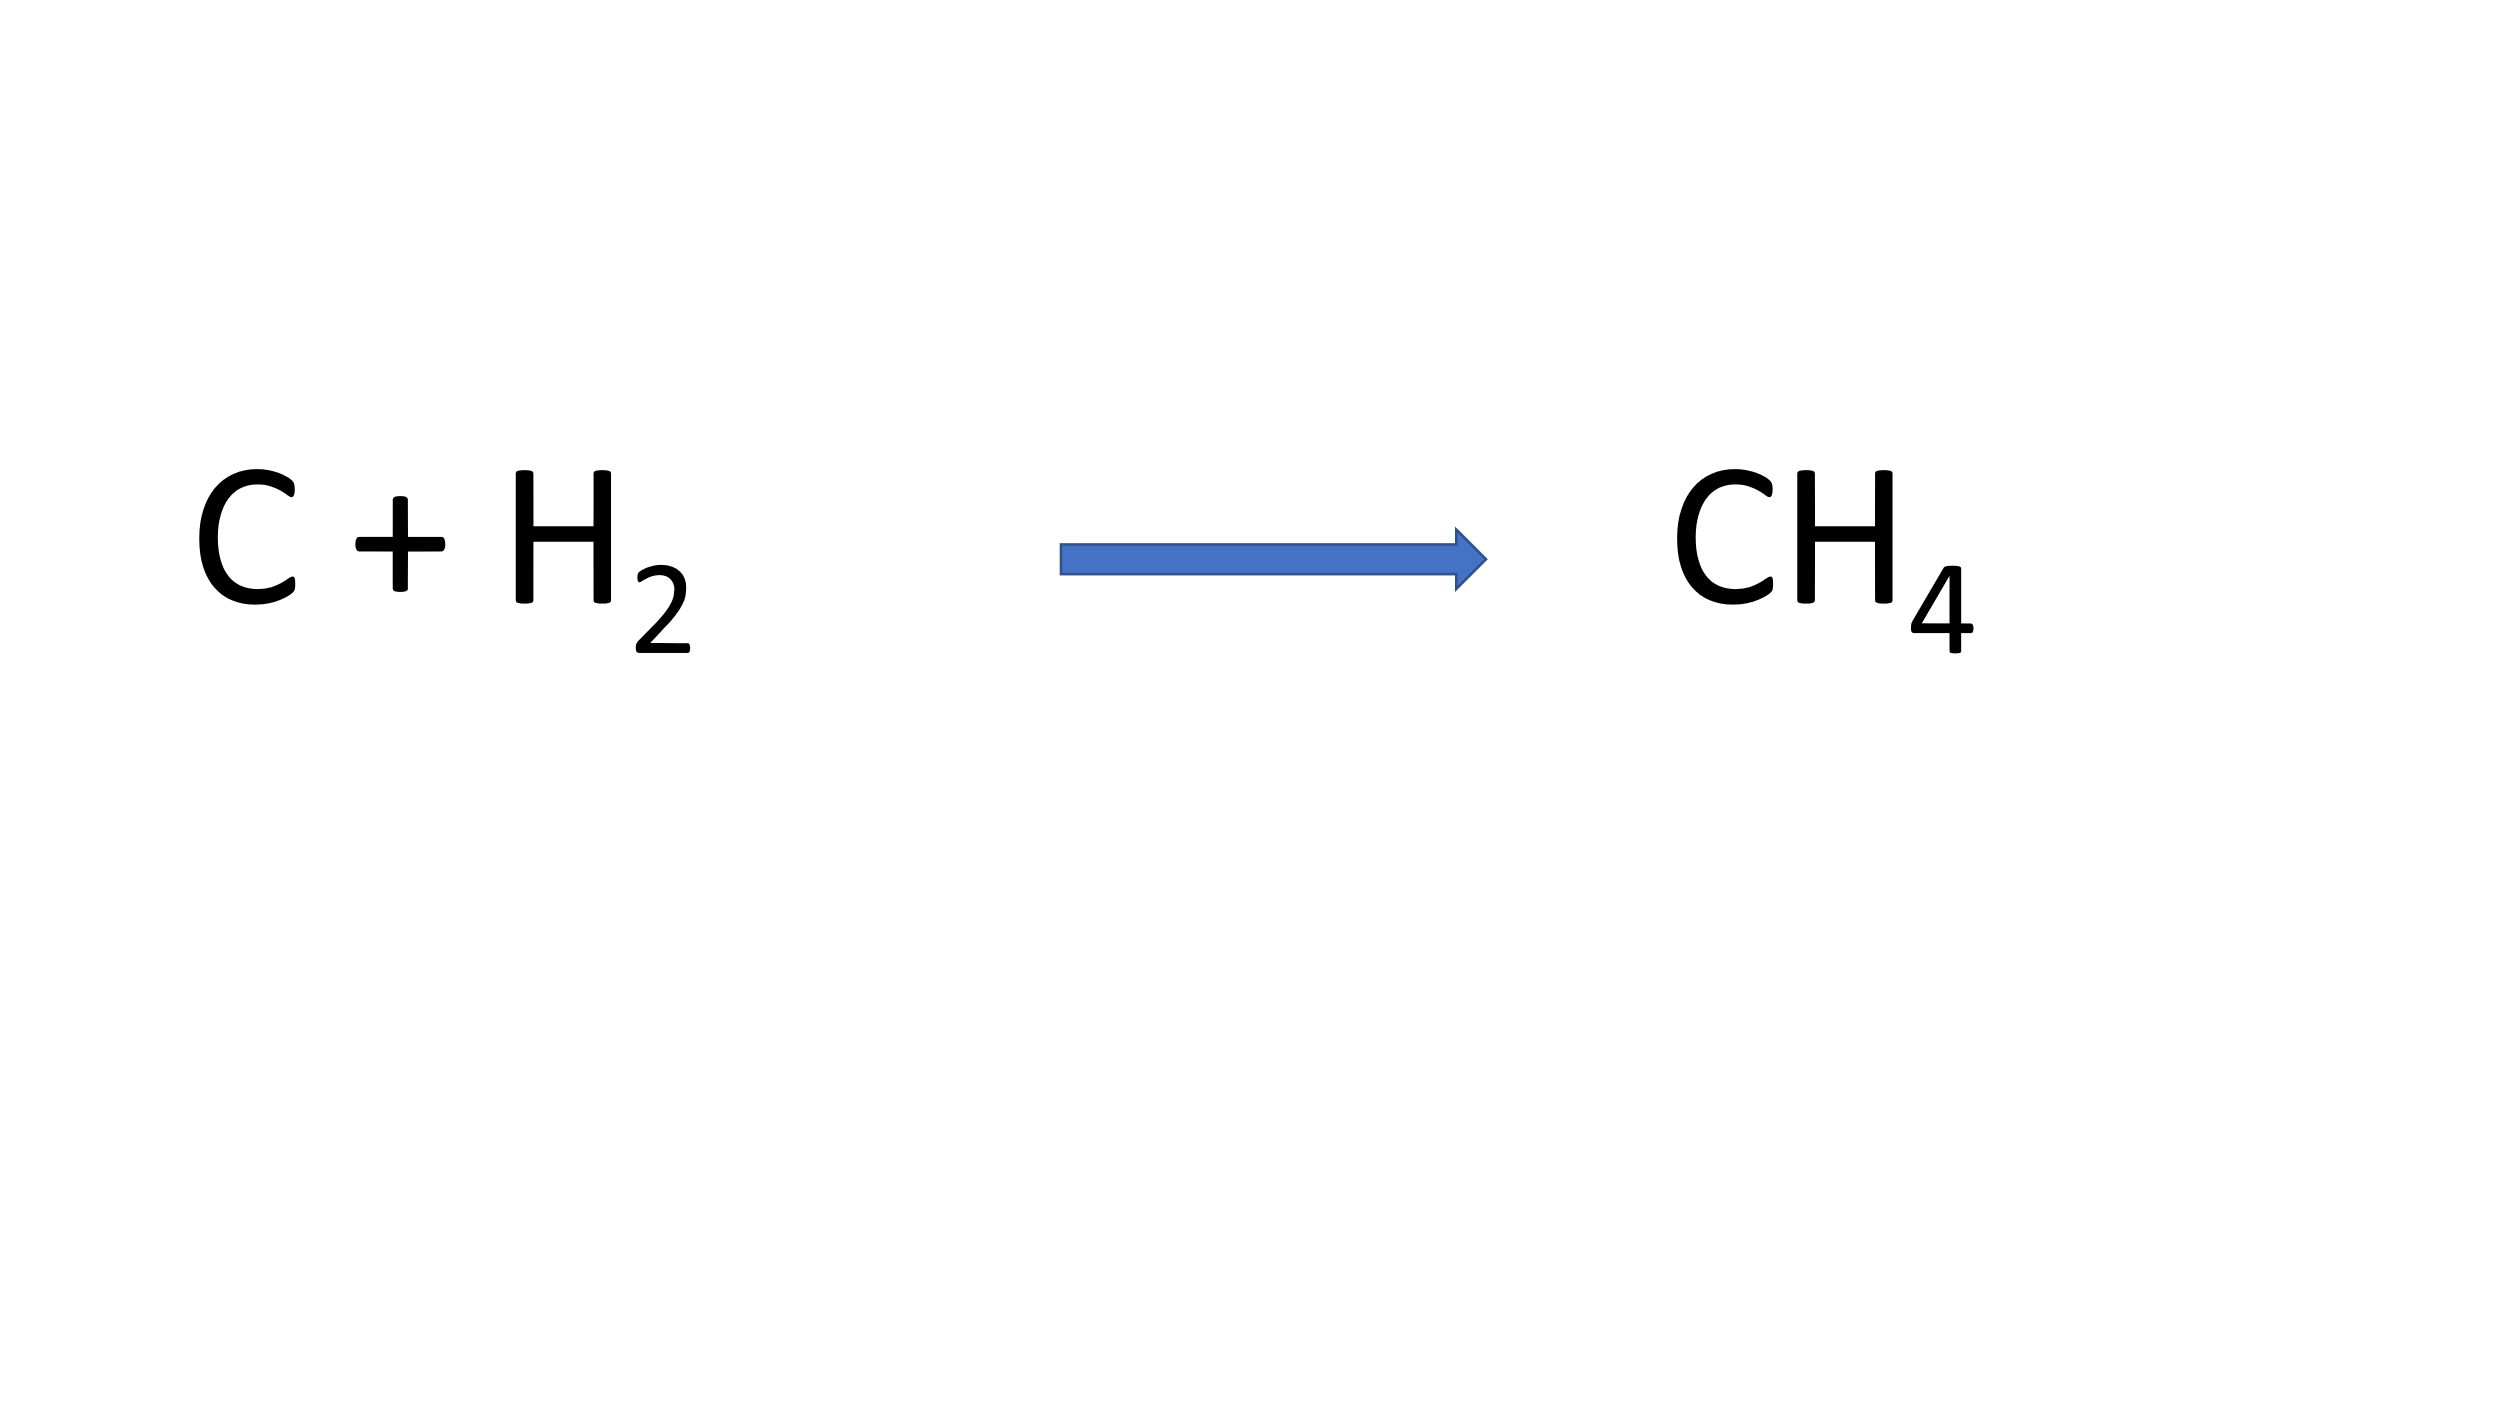 C + H₂ → CH₄